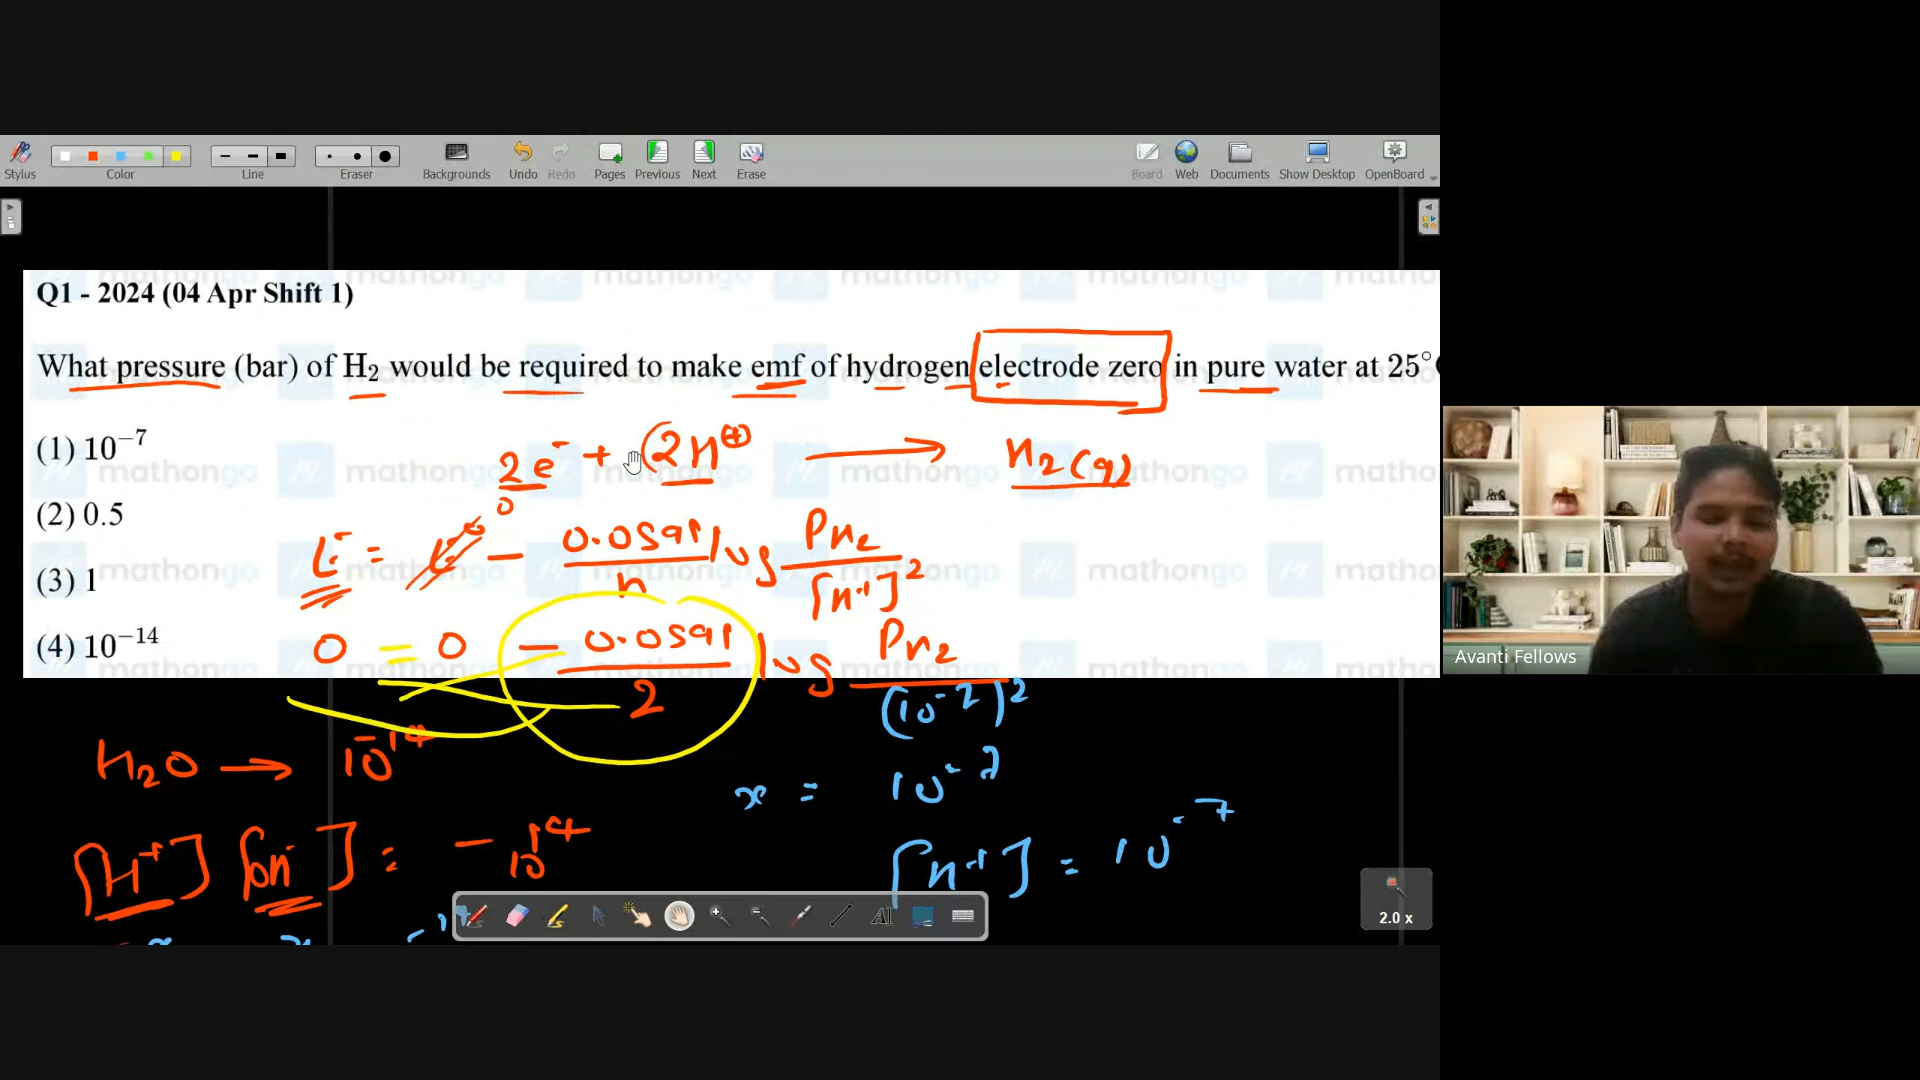 Stylus Color Line Eraser Backgrounds Undo Redo Pages Previous Next Erase Board Web Documents Show Desktop OpenBoard
Q1 - 2024 (04 Apr Shift 1)
What pressure (bar) of H₂ would be required to make emf of hydrogen electrode zero in pure water at 25°
(1) 10⁻⁷
2e⁻ + (2H⊕ → H₂(g)
(2) 0.5
E = E° - 0.0591/n log PH₂/[H⁺]²
(3) 1
0 = 0 - 0.0591/2 log PH₂/(10⁻⁷)²
(4) 10⁻¹⁴
H₂O → 10⁻¹⁴
x = 10⁻⁷
[H⁺] [OH⁻] = -10¹⁴
[H⁺] = 10⁻⁷
2.0 x
Avanti Fellows
mathongo